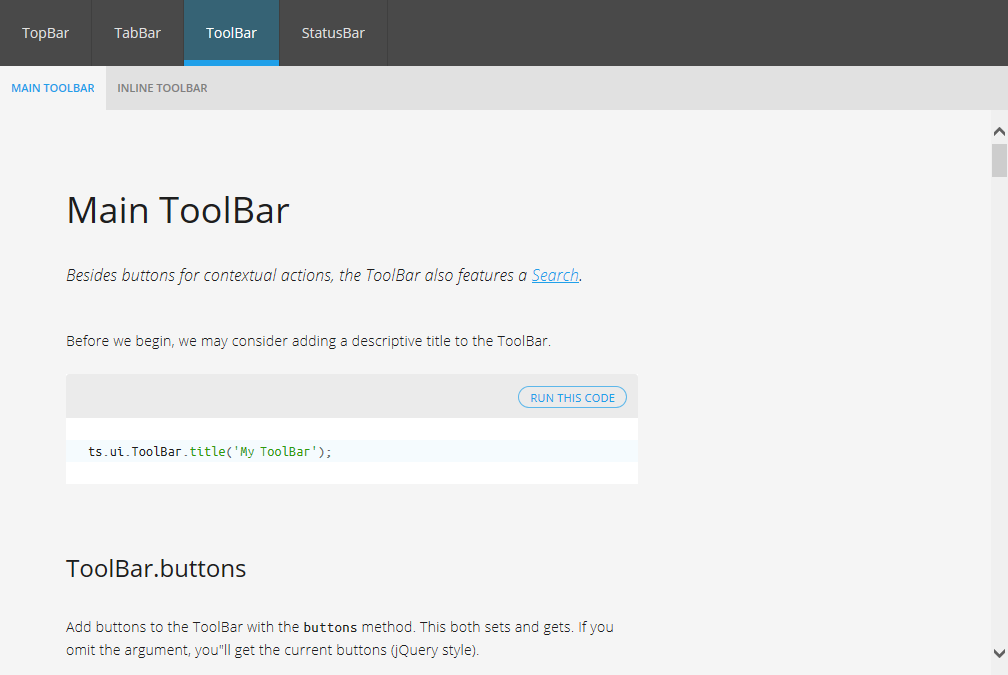 TopBar TabBar ToolBar StatusBar
MAIN TOOLBAR INLINE TOOLBAR
Main ToolBar
Besides buttons for contextual actions, the ToolBar also features a Search.
Before we begin, we may consider adding a descriptive title to the ToolBar.
RUN THIS CODE
ts.ui.ToolBar.title('My ToolBar');
ToolBar.buttons
Add buttons to the ToolBar with the buttons method. This both sets and gets. If you
omit the argument, you"ll get the current buttons (jQuery style).